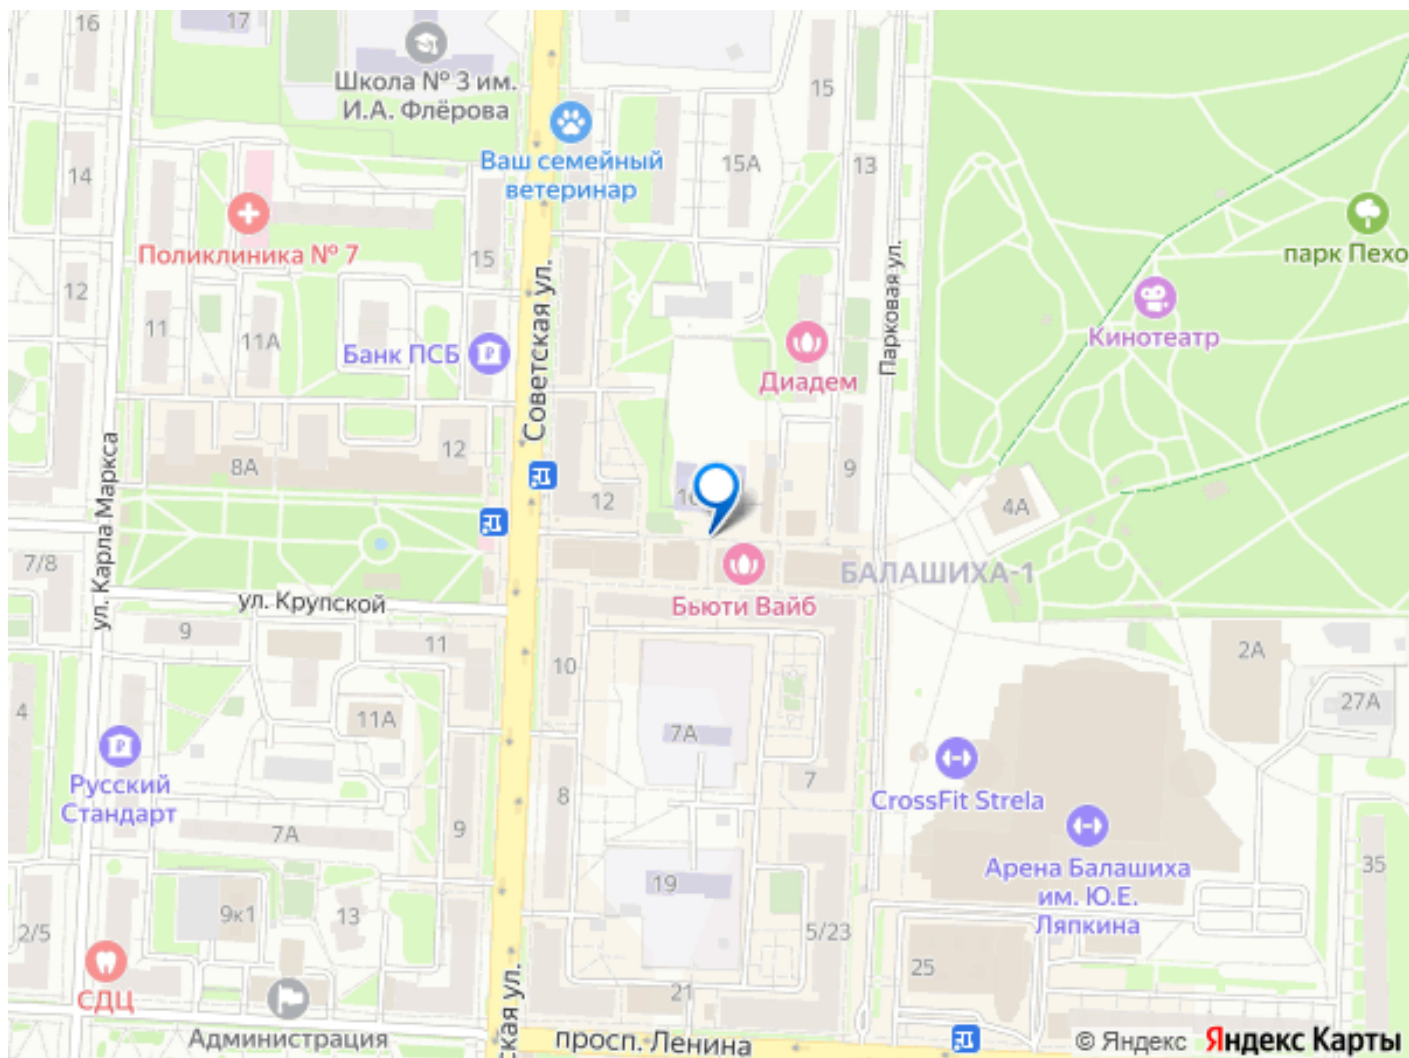 16
17
Школа № 3 им.
И.А. Флёрова
15
Ваш семейный
ветеринар
15А
13
14
Поликлиника № 7
15
парк Пехо
12
11
11А
Банк ПСБ
Советская ул.
Парковая ул.
Кинотеатр
Диадем
ул. Карла Маркса
8А
12
12
9
4А
7/8
ул. Крупской
БАЛАШИХА-1
Бьюти Вайб
9
11
10
2А
27А
4
11А
7А
Русский
Стандарт
7
8
CrossFit Strela
7А
9
Арена Балашиха
им. Ю.Е.
Ляпкина
35
19
9к1
13
2/5
5/23
25
СДЦ
21
Администрация
ская ул.
просп. Ленина
© Яндекс Яндекс Карты